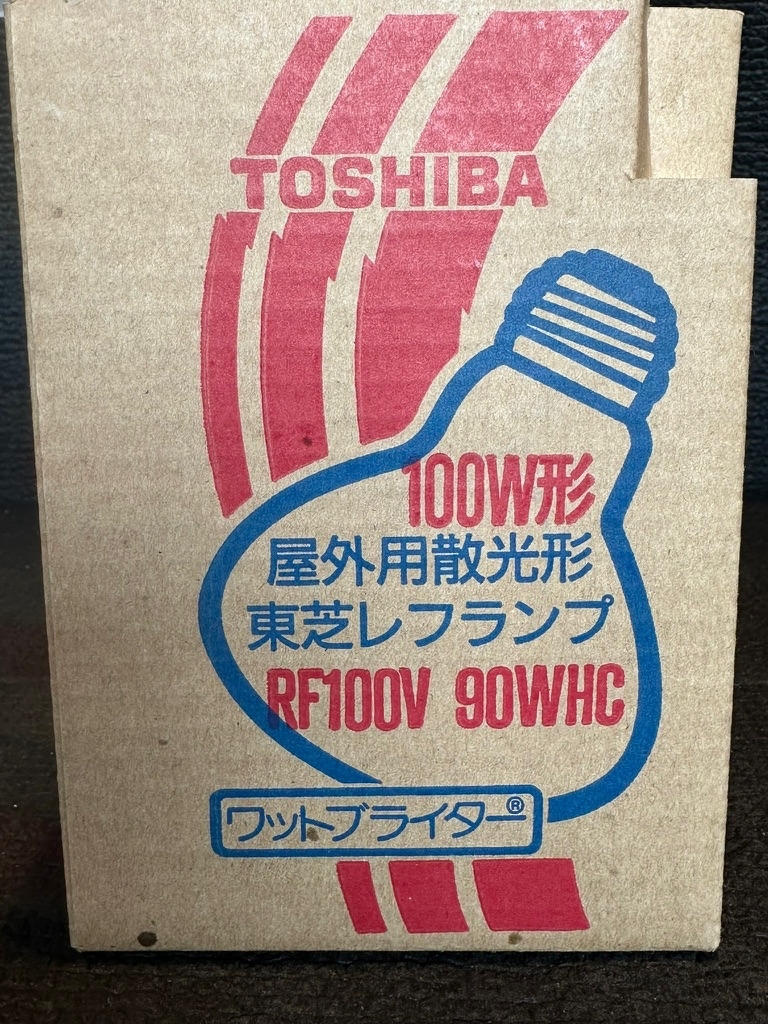 TOSHIBA
100W形
屋外用散光形
東芝レフランプ
RF100V 90WHC
ワットブライター®